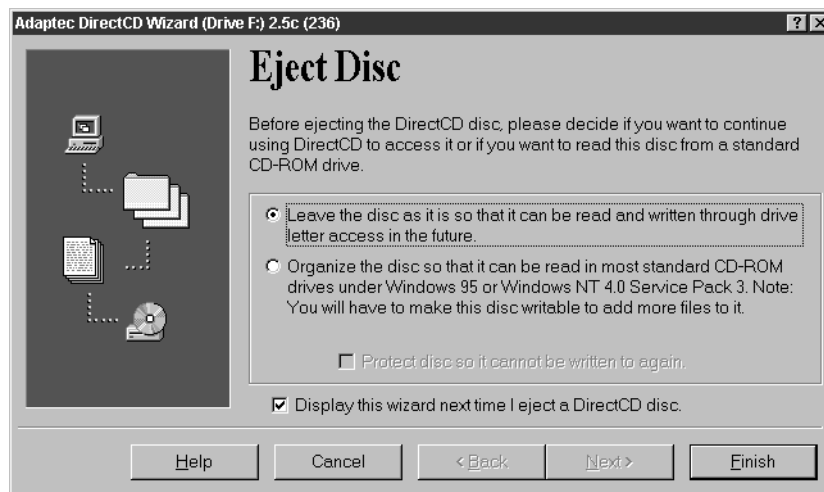 Adaptec DirectCD Wizard (Drive F:) 2.5c (236)
Eject Disc
Before ejecting the DirectCD disc, please decide if you want to continue
using DirectCD to access it or if you want to read this disc from a standard
CD-ROM drive.
Leave the disc as it is so that it can be read and written through drive
letter access in the future.
Organize the disc so that it can be read in most standard CD-ROM
drives under Windows 95 or Windows NT 4.0 Service Pack 3. Note:
You will have to make this disc writable to add more files to it.
Protect disc so it cannot be written to again.
Display this wizard next time I eject a DirectCD disc.
Help Cancel < Back Next > Finish